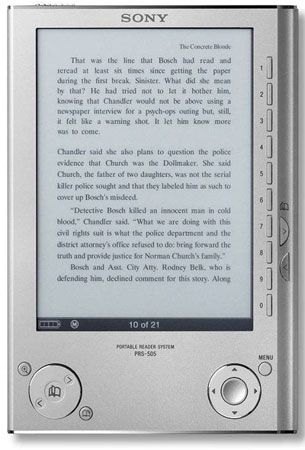 SONY
The Concrete Blonde
That was the line that Bosch had read and
reread at least six times since getting the paper
during the first break. Sinister. What did she mean
by that? He had tried not to let it bother him,
knowing that Chandler would not be above using a
newspaper interview for a psych-ops outing but, still,
it felt like a warning shot. It let him know more
was to come.
Chandler said she also plans to question the police
evidence that Church was the Dollmaker. She said
Church, the father of two daughters, was not the serial
killer police sought and that they labeled him as such to
cover up Bosch's misdeed.
"Detective Bosch killed an innocent man in cold
blood," Chandler said. "What we are doing with this
civil rights suit is what the police department and the
district attorney's office refused to do: bring forward the
truth and provide justice for Norman Church's family."
Bosch and Asst. City Atty. Rodney Belk, who is
defending him, declined comment for this story. Along
1
2
3
4
5
6
7
8
9
0
M
10 of 21
PORTABLE READER SYSTEM
PRS-505
MENU